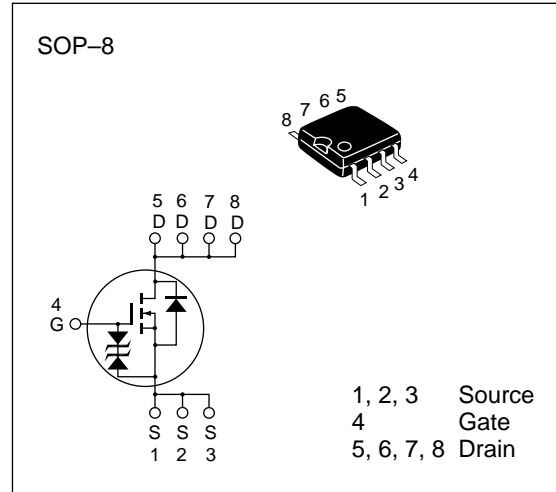 SOP–8
8 7 6 5
1 2 3 4
5 6 7 8
D D D D
4
G
S S S
1 2 3
1, 2, 3 Source
4 Gate
5, 6, 7, 8 Drain